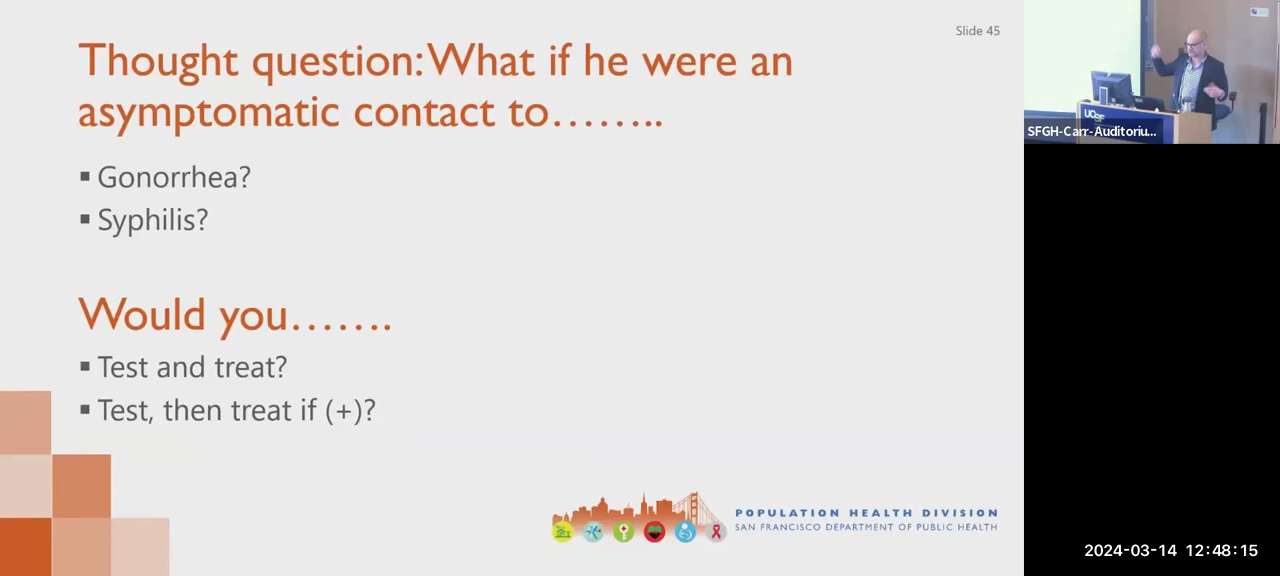 Slide 45
Thought question: What if he were an
asymptomatic contact to……..
▪ Gonorrhea?
▪ Syphilis?
Would you…….
▪ Test and treat?
▪ Test, then treat if (+)?
POPULATION HEALTH DIVISION
SAN FRANCISCO DEPARTMENT OF PUBLIC HEALTH
UCSF
SFGH-Carr-Auditoriu...
2024-03-14 12:48:15